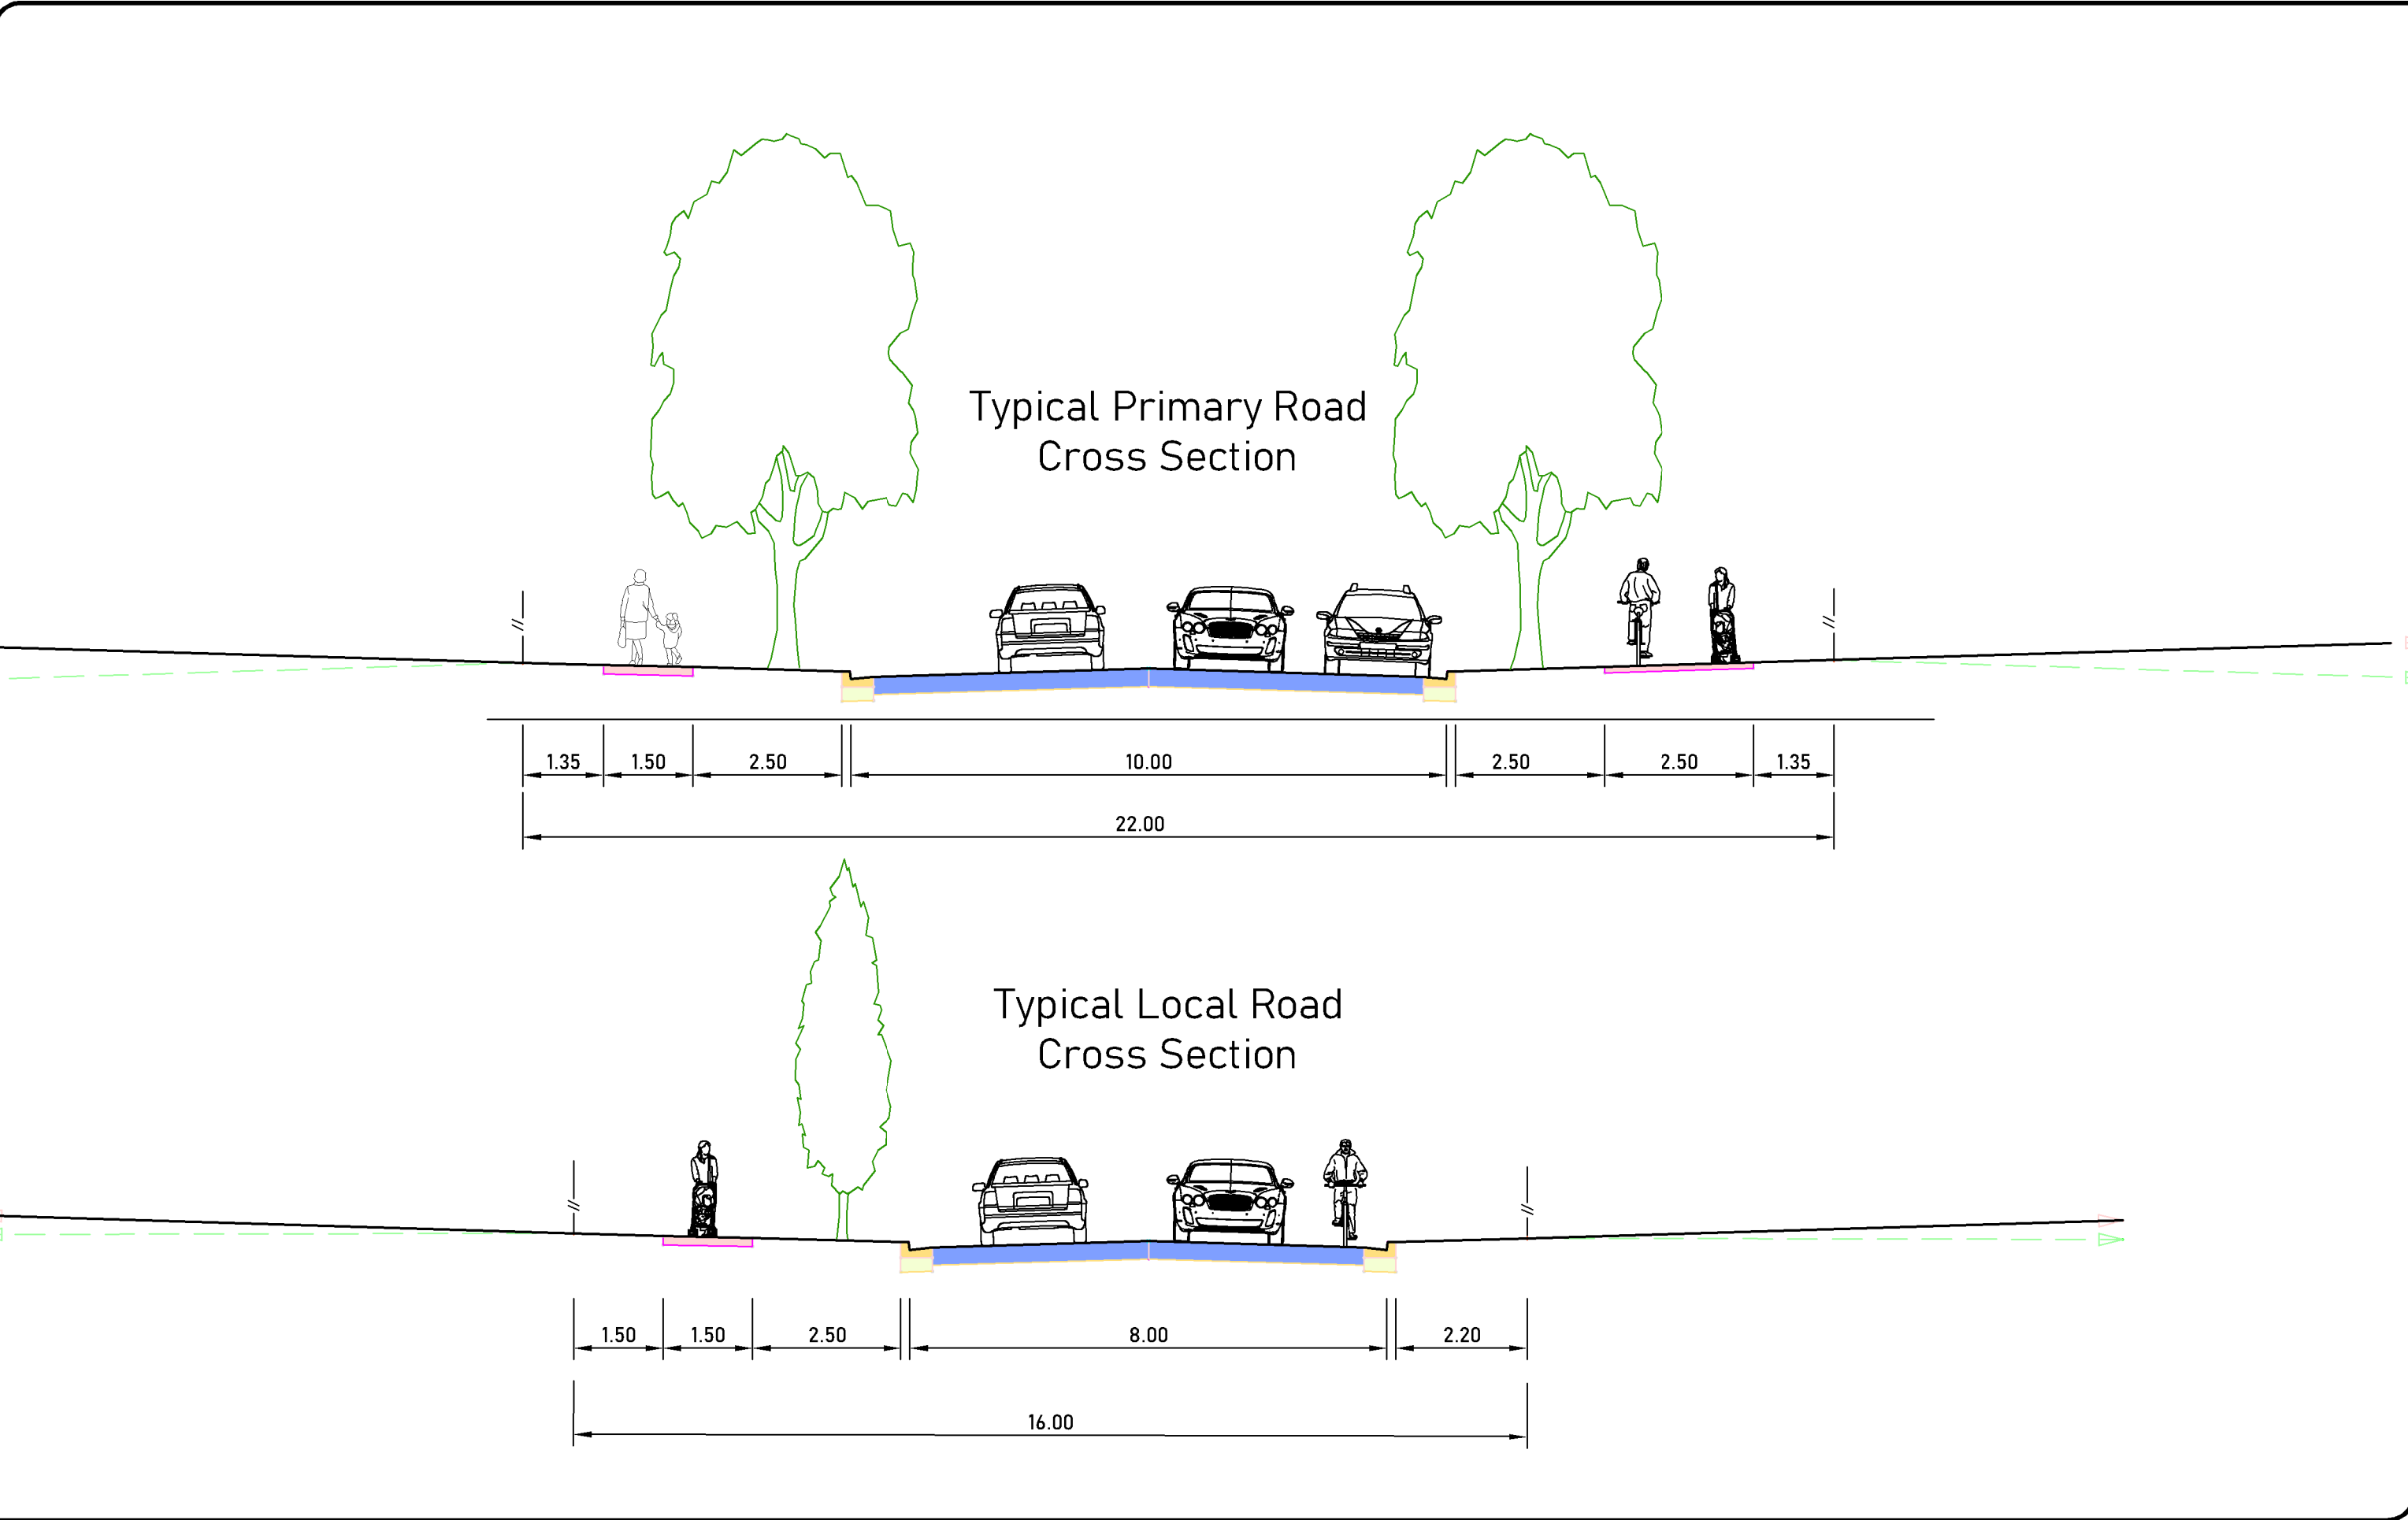 Typical Primary Road
Cross Section
1.35 1.50 2.50 10.00 2.50 2.50 1.35
22.00
Typical Local Road
Cross Section
1.50 1.50 2.50 8.00 2.20
16.00